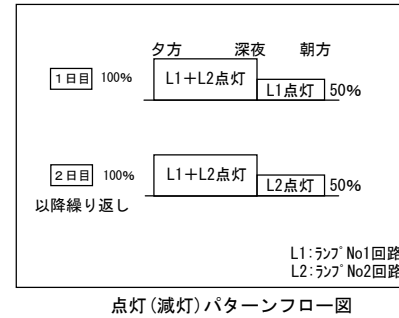 夕方 深夜 朝方
1日目 100% L1+L2点灯 L1点灯 50%
2日目 100% L1+L2点灯 L2点灯 50%
以降繰り返し
L1:ﾗﾝﾌﾟNo1回路
L2:ﾗﾝﾌﾟNo2回路
点灯(減灯)パターンフロー図